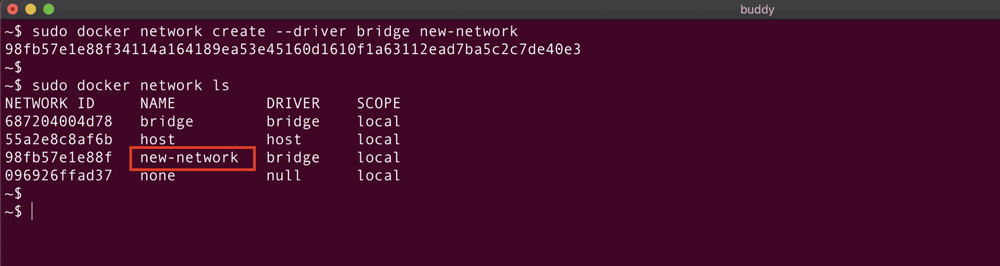 buddy
~$ sudo docker network create --driver bridge new-network
98fb57e1e88f34114a164189ea53e45160d1610f1a63112ead7ba5c2c7de40e3
~$
~$ sudo docker network ls
NETWORK ID NAME DRIVER SCOPE
687204004d78 bridge bridge local
55a2e8c8af6b host host local
98fb57e1e88f new-network bridge local
096926ffad37 none null local
~$
~$